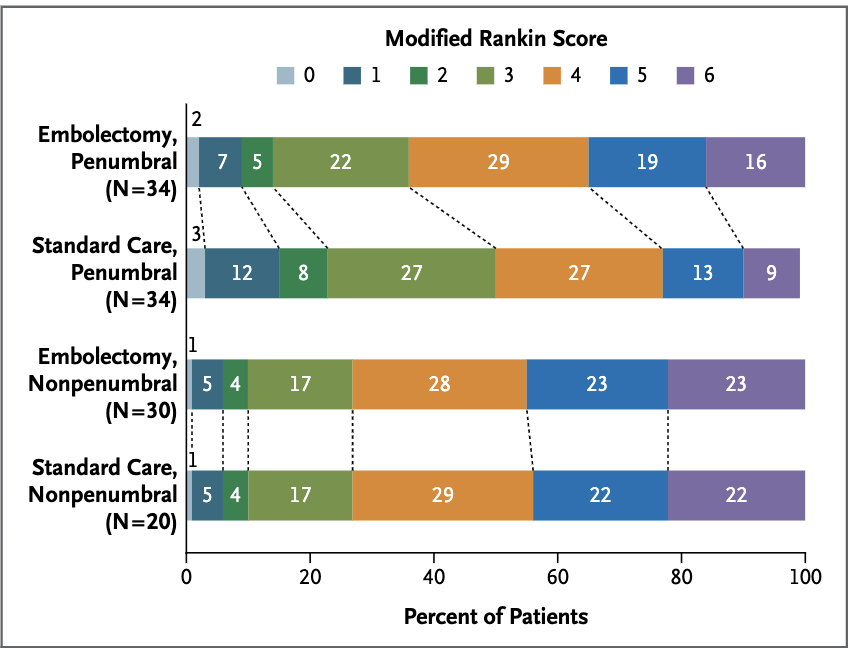 Modified Rankin Score
0 1 2 3 4 5 6
2
Embolectomy,
Penumbral
(N=34)
7 5 22 29 19 16
3
Standard Care,
Penumbral
(N=34)
12 8 27 27 13 9
1
Embolectomy,
Nonpenumbral
(N=30)
5 4 17 28 23 23
1
Standard Care,
Nonpenumbral
(N=20)
5 4 17 29 22 22
0 20 40 60 80 100
Percent of Patients